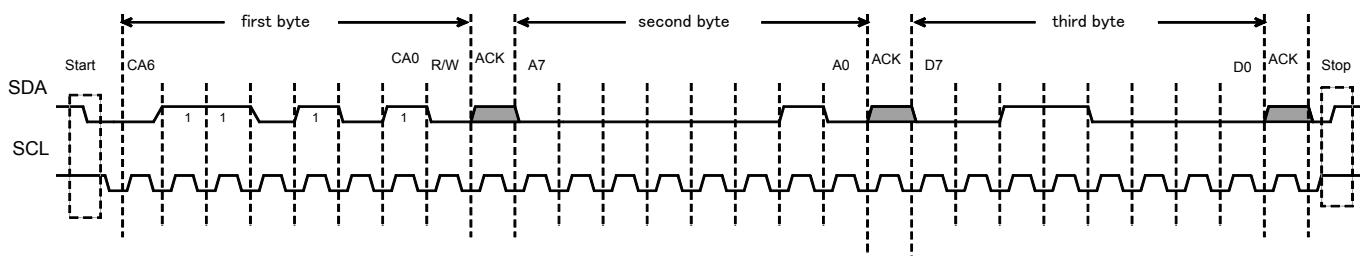 first byte second byte third byte
Start CA6 CA0 R/W ACK A7 A0 ACK D7 D0 ACK Stop
SDA
1 1 1 1
SCL